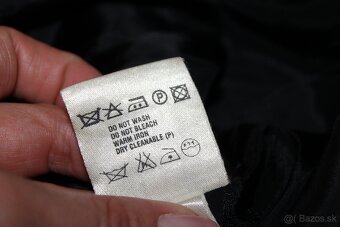 P
DO NOT WASH
DO NOT BLEACH
WARM IRON
DRY CLEANABLE (P)
Bazos.sk